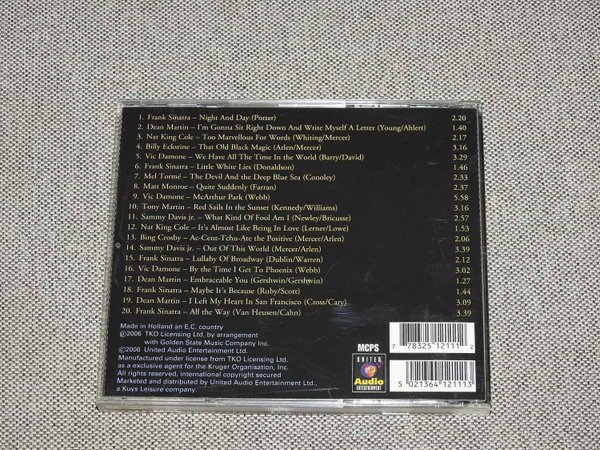 1. Frank Sinatra – Night And Day (Porter) 2.20
2. Dean Martin – I'm Gonna Sit Right Down And Write Myself A Letter (Young/Ahlert) 1.40
3. Nat King Cole – Too Marvellous For Words (Whiting/Mercer) 2.17
4. Billy Eckstine – That Old Black Magic (Arlen/Mercer) 3.16
5. Vic Damone – We Have All The Time In the World (Barry/David) 3.29
6. Frank Sinatra – Little White Lies (Donaldson) 1.46
7. Mel Tormé – The Devil And the Deep Blue Sea (Conoley) 2.33
8. Matt Monroe – Quite Suddenly (Farran) 2.37
9. Vic Damone – McArthur Park (Webb) 5.58
10. Tony Martin – Red Sails In the Sunset (Kennedy/Williams) 3.16
11. Sammy Davis jr. – What Kind Of Fool Am I (Newley/Bricusse) 3.13
12. Nat King Cole – It's Almost Like Being In Love (Lerner/Lowe) 1.53
13. Bing Crosby – Ac-Cent-Tchu-Ate the Positive (Mercer/Arlen) 2.06
14. Sammy Davis jr. – Out Of This World (Mercer/Arlen) 2.39
15. Frank Sinatra – Lullaby Of Broadway (Dublin/Warren) 2.31
16. Vic Damone – By the Time I Get To Phoenix (Webb) 3.02
17. Dean Martin – Embraceable You (Gershwin/Gershwin) 1.27
18. Frank Sinatra – Maybe It's Because (Ruby/Scott) 1.44
19. Dean Martin – I Left My Heart In San Francisco (Cross/Cary) 3.09
20. Frank Sinatra – All the Way (Van Heusen/Cahn) 3.39
Made in Holland an E.C. country
©2006 TKO Licensing Ltd. by arrangement
with Golden State Music Company Inc.
℗2006 United Audio Entertainment Ltd.
Manufactured under license from TKO Licensing Ltd.
as exclusive agent for the Kruger Organisation, Inc.
All rights reserved, international copyright secured
Marketed and distributed by United Audio Entertainment Ltd.,
a Kuys Leisure company
MCPS
UNITED
Audio
ENTERTAINMENT
7 78325 12111 2
5 021364 121113